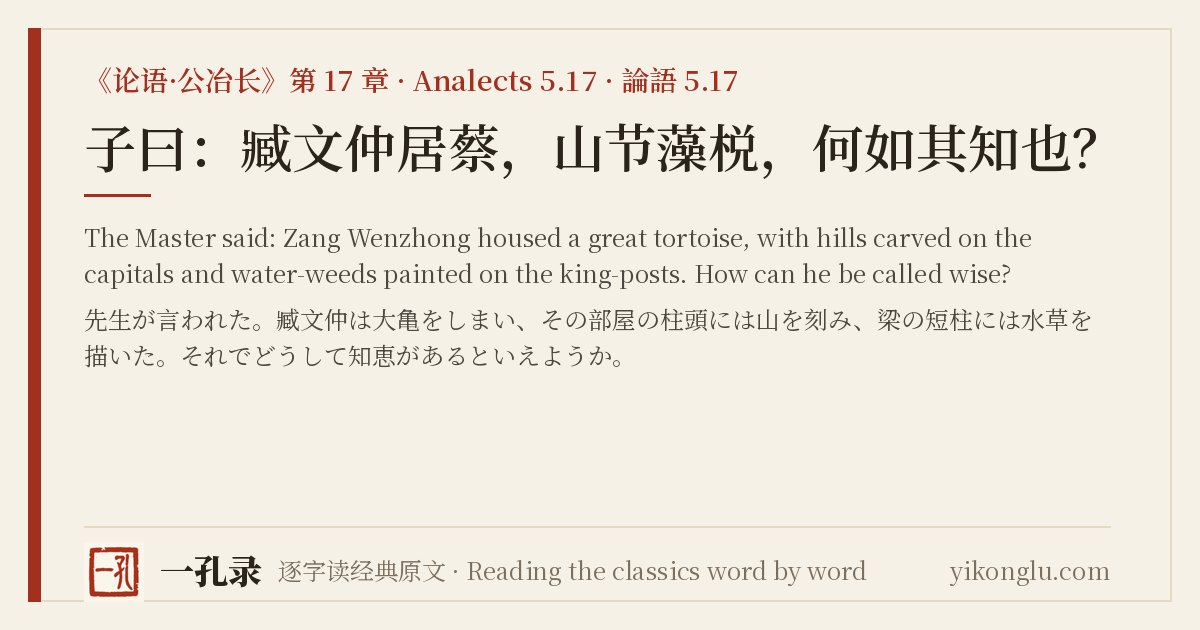 《论语·公冶长》第 17 章 · Analects 5.17 · 論語 5.17
子曰：臧文仲居蔡，山节藻棁，何如其知也？
The Master said: Zang Wenzhong housed a great tortoise, with hills carved on the
capitals and water-weeds painted on the king-posts. How can he be called wise?
先生が言われた。臧文仲は大亀をしまい、その部屋の柱頭には山を刻み、梁の短柱には水草を
描いた。それでどうして知恵があるといえようか。
一孔
一孔录 逐字读经典原文 · Reading the classics word by word yikonglu.com